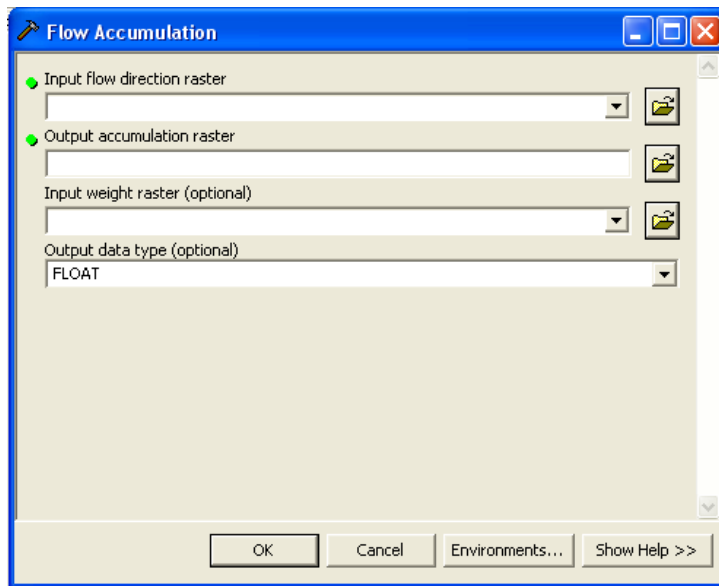 Flow Accumulation
Input flow direction raster
Output accumulation raster
Input weight raster (optional)
Output data type (optional)
FLOAT
OK Cancel Environments... Show Help >>